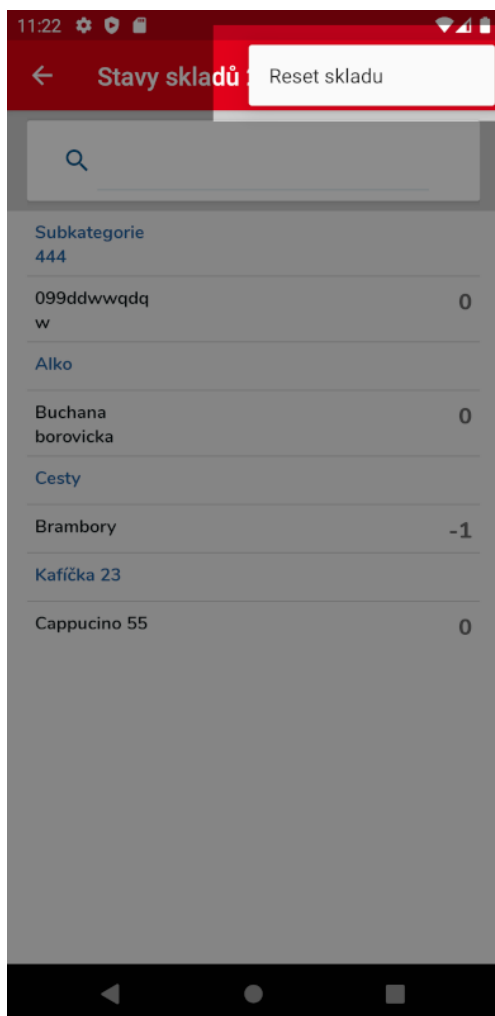 11:22
Stavy skladů
Reset skladu
Subkategorie
444
099ddwwqdq
w
0
Alko
Buchana
borovicka
0
Cesty
Brambory
-1
Kafíčka 23
Cappucino 55
0